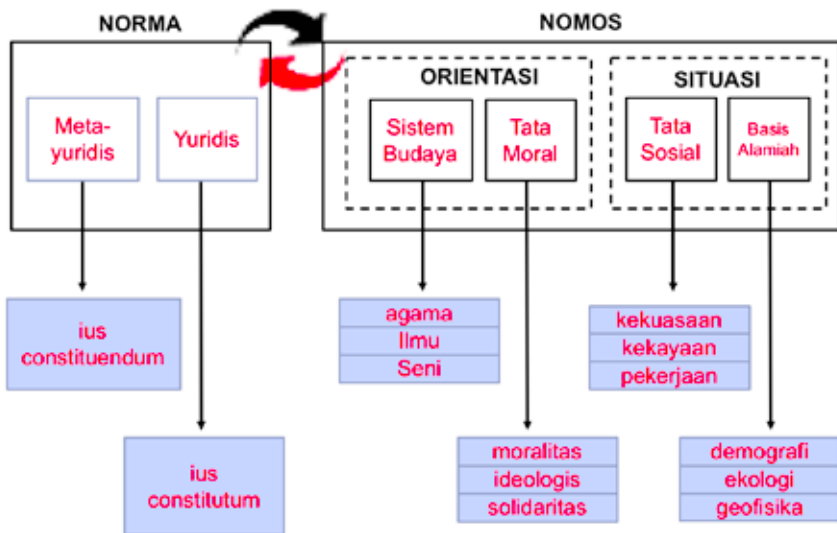 NORMA
NOMOS
ORIENTASI
SITUASI
Meta-
yuridis
Yuridis
Sistem
Budaya
Tata
Moral
Tata
Sosial
Basis
Alamiah
ius
constituendum
agama
Ilmu
Seni
kekuasaan
kekayaan
pekerjaan
ius
constitutum
moralitas
ideologis
solidaritas
demografi
ekologi
geofisika